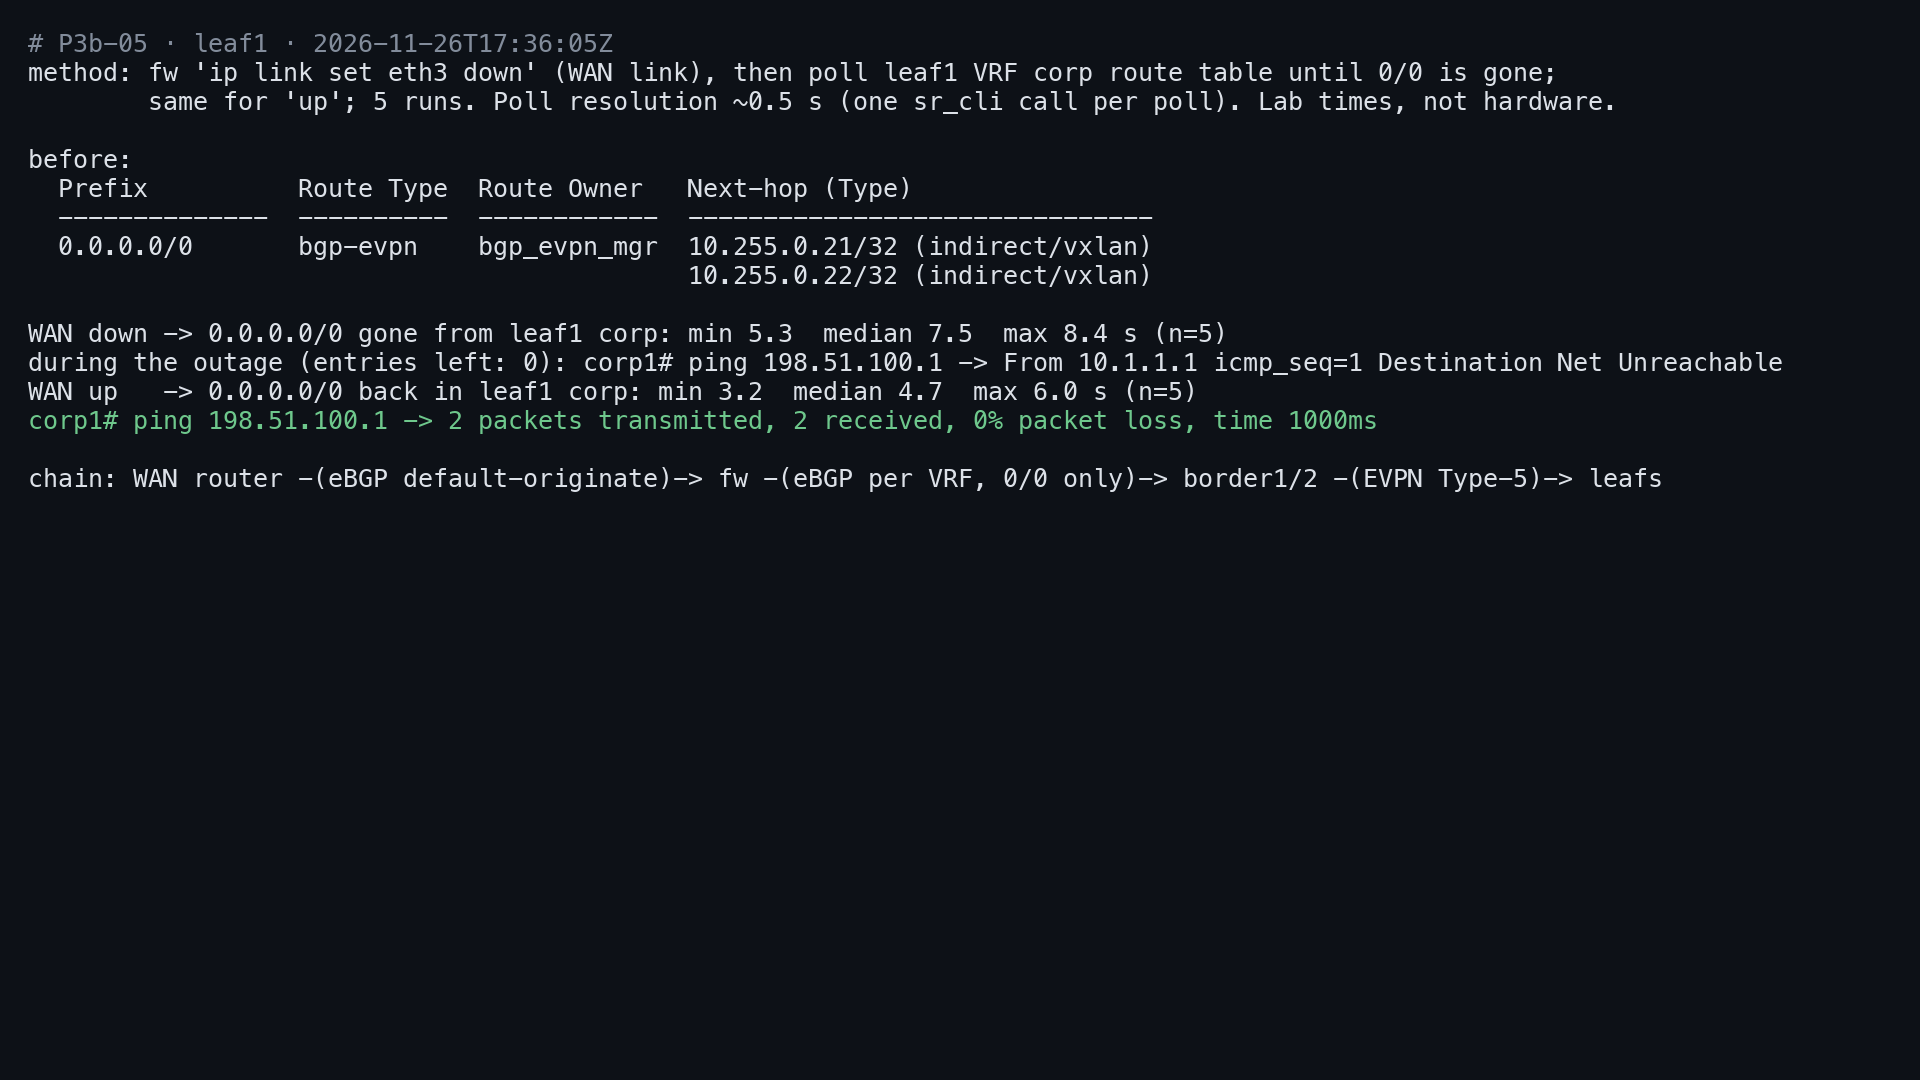 # P3b-05 · leaf1 · 2026-11-26T17:36:05Z
method: fw 'ip link set eth3 down' (WAN link), then poll leaf1 VRF corp route table until 0/0 is gone;
        same for 'up'; 5 runs. Poll resolution ~0.5 s (one sr_cli call per poll). Lab times, not hardware.

before:
  Prefix          Route Type  Route Owner   Next-hop (Type)
  --------------  ----------  ------------  -------------------------------
  0.0.0.0/0       bgp-evpn    bgp_evpn_mgr  10.255.0.21/32 (indirect/vxlan)
                                            10.255.0.22/32 (indirect/vxlan)

WAN down -> 0.0.0.0/0 gone from leaf1 corp: min 5.3  median 7.5  max 8.4 s (n=5)
during the outage (entries left: 0): corp1# ping 198.51.100.1 -> From 10.1.1.1 icmp_seq=1 Destination Net Unreachable
WAN up   -> 0.0.0.0/0 back in leaf1 corp: min 3.2  median 4.7  max 6.0 s (n=5)
corp1# ping 198.51.100.1 -> 2 packets transmitted, 2 received, 0% packet loss, time 1000ms

chain: WAN router -(eBGP default-originate)-> fw -(eBGP per VRF, 0/0 only)-> border1/2 -(EVPN Type-5)-> leafs